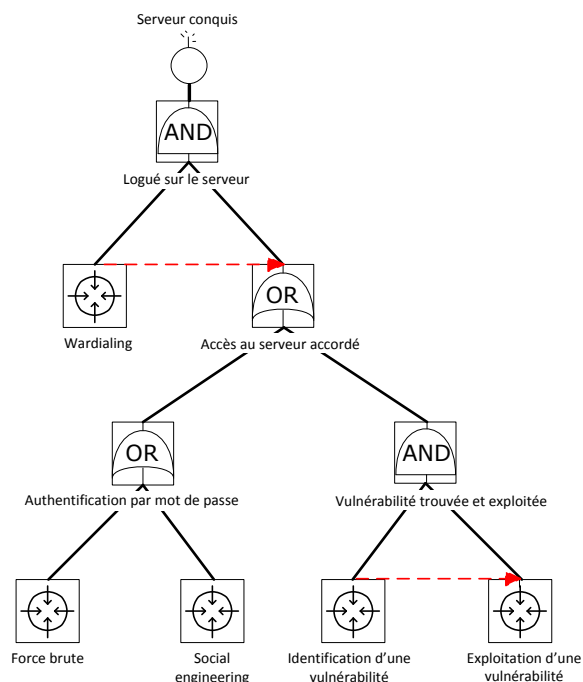 Serveur conquis
AND
Logué sur le serveur
OR
Wardialing
Accès au serveur accordé
OR
AND
Authentification par mot de passe
Vulnérabilité trouvée et exploitée
Force brute
Social
engineering
Identification d’une
vulnérabilité
Exploitation d’une
vulnérabilité